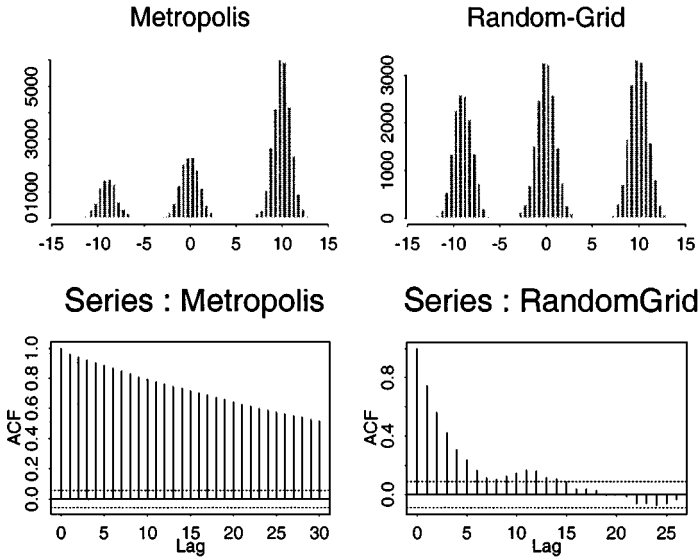 Metropolis
Random-Grid
5000
3000
01000
-15 -10 -5 0 5 10 15
3000
2000
1000
0
-15 -10 -5 0 5 10 15
Series : Metropolis
Series : RandomGrid
ACF
1.0
0.8
0.6
0.4
0.2
0.0
0 5 10 15 20 25 30
Lag
ACF
0.8
0.4
0.0
0 5 10 15 20 25
Lag